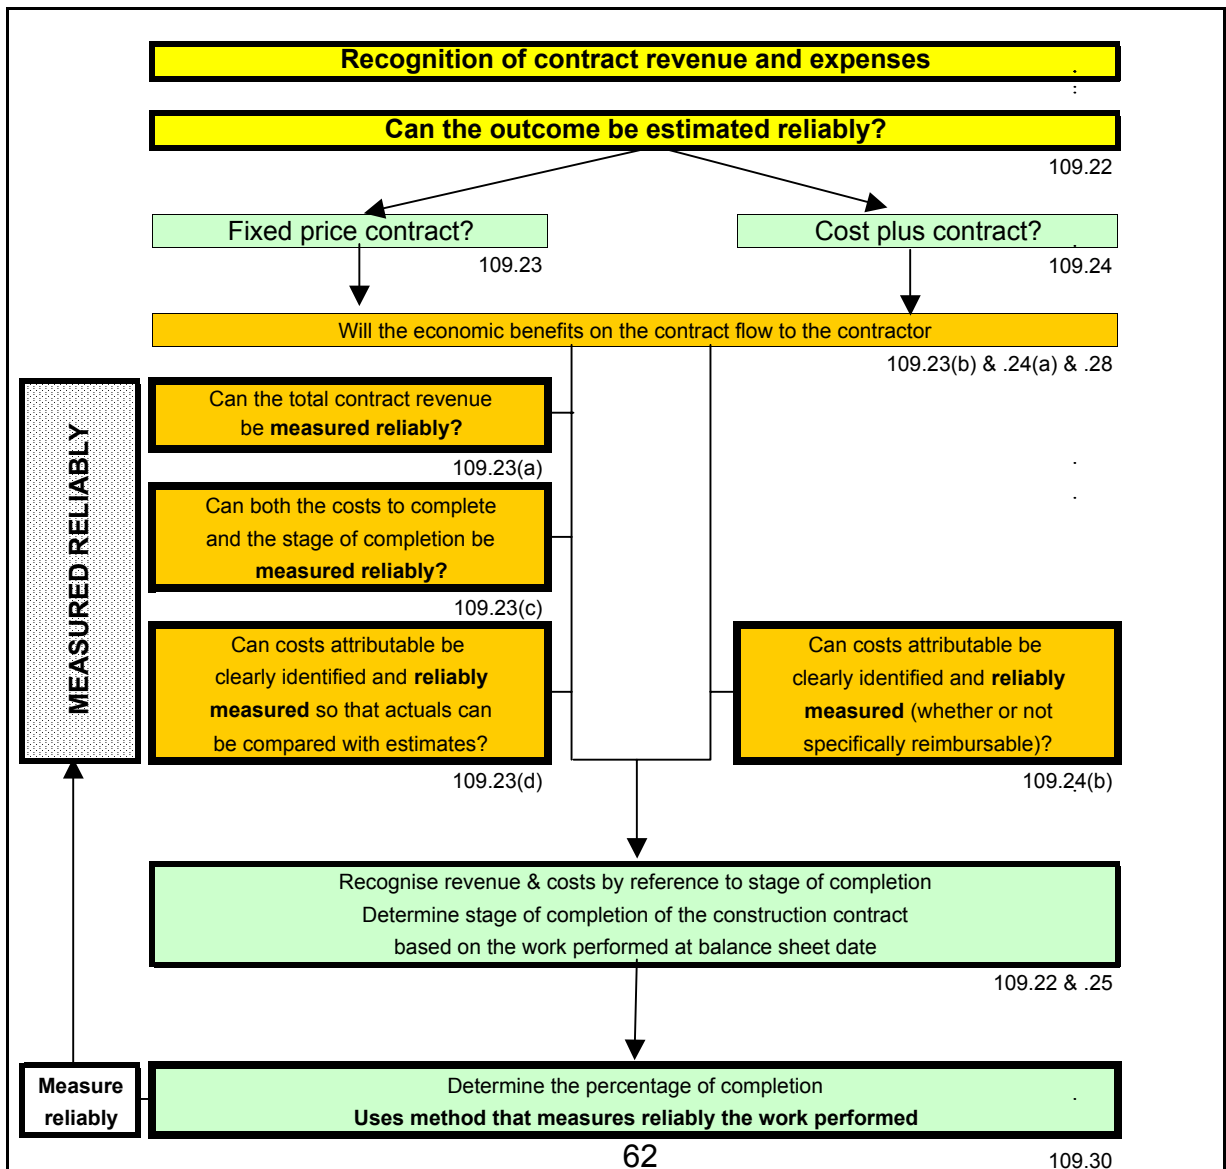 Recognition of contract revenue and expenses
Can the outcome be estimated reliably?
109.22
Fixed price contract?
Cost plus contract?
109.23
109.24
Will the economic benefits on the contract flow to the contractor
109.23(b) & .24(a) & .28
MEASURED RELIABLY
Can the total contract revenue
be measured reliably?
109.23(a)
Can both the costs to complete
and the stage of completion be
measured reliably?
109.23(c)
Can costs attributable be
clearly identified and reliably
measured so that actuals can
be compared with estimates?
109.23(d)
Can costs attributable be
clearly identified and reliably
measured (whether or not
specifically reimbursable)?
109.24(b)
Recognise revenue & costs by reference to stage of completion
Determine stage of completion of the construction contract
based on the work performed at balance sheet date
109.22 & .25
Measure
reliably
Determine the percentage of completion
Uses method that measures reliably the work performed
62
109.30